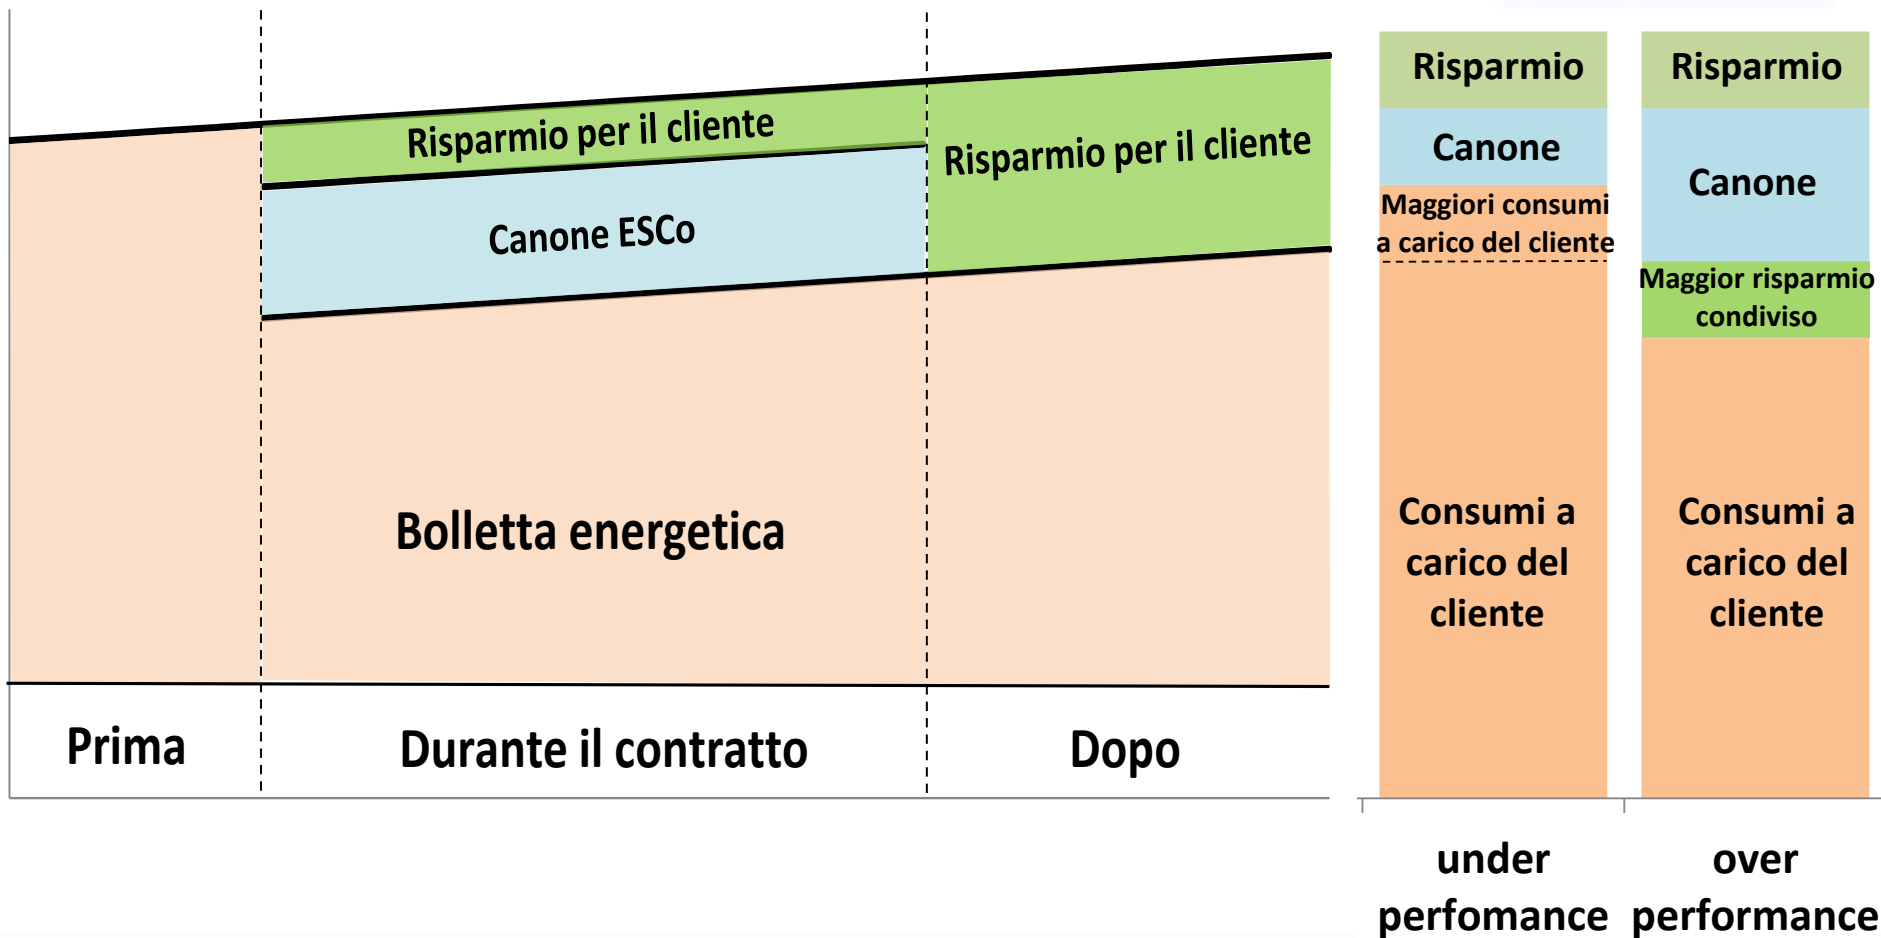 Risparmio per il cliente
Canone ESCo
Risparmio per il cliente
Bolletta energetica
Prima
Durante il contratto
Dopo
Risparmio
Canone
Maggiori consumi
a carico del cliente
Consumi a
carico del
cliente
under
perfomance
Risparmio
Canone
Maggior risparmio
condiviso
Consumi a
carico del
cliente
over
performance